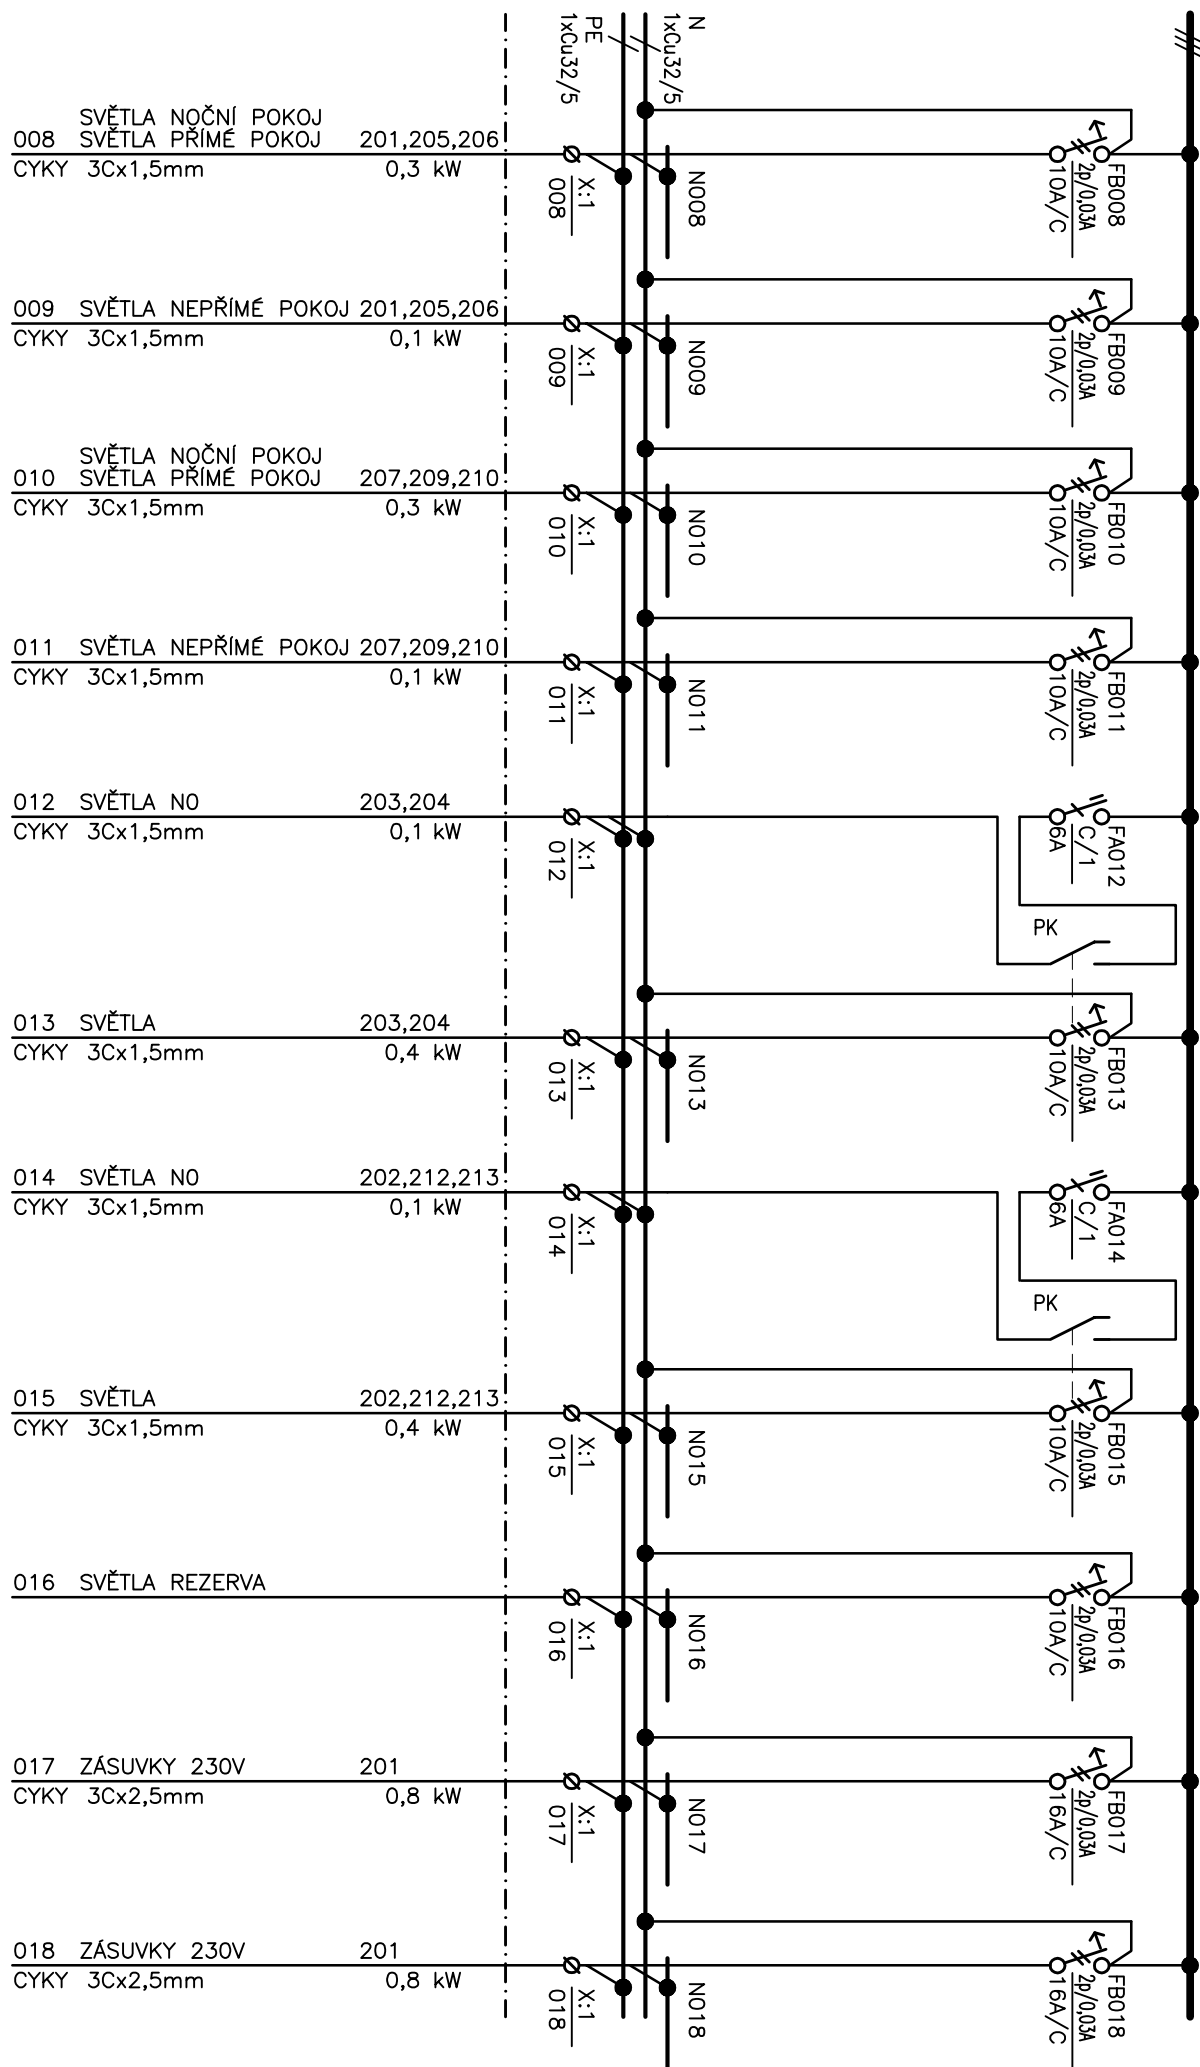 N
1xCu32/5
PE
1xCu32/5
SVĚTLA NOČNÍ POKOJ
008 SVĚTLA PŘÍMÉ POKOJ 201,205,206
CYKY 3Cx1,5mm 0,3 kW
X:1
008
N008
FB008
2p/0,03A
10A/C
009 SVĚTLA NEPŘÍMÉ POKOJ 201,205,206
CYKY 3Cx1,5mm 0,1 kW
X:1
009
N009
FB009
2p/0,03A
10A/C
SVĚTLA NOČNÍ POKOJ
010 SVĚTLA PŘÍMÉ POKOJ 207,209,210
CYKY 3Cx1,5mm 0,3 kW
X:1
010
N010
FB010
2p/0,03A
10A/C
011 SVĚTLA NEPŘÍMÉ POKOJ 207,209,210
CYKY 3Cx1,5mm 0,1 kW
X:1
011
N011
FB011
2p/0,03A
10A/C
012 SVĚTLA NO 203,204
CYKY 3Cx1,5mm 0,1 kW
X:1
012
FA012
C/1
6A
PK
013 SVĚTLA 203,204
CYKY 3Cx1,5mm 0,4 kW
X:1
013
N013
FB013
2p/0,03A
10A/C
014 SVĚTLA NO 202,212,213
CYKY 3Cx1,5mm 0,1 kW
X:1
014
FA014
C/1
6A
PK
015 SVĚTLA 202,212,213
CYKY 3Cx1,5mm 0,4 kW
X:1
015
N015
FB015
2p/0,03A
10A/C
016 SVĚTLA REZERVA
X:1
016
N016
FB016
2p/0,03A
10A/C
017 ZÁSUVKY 230V 201
CYKY 3Cx2,5mm 0,8 kW
X:1
017
N017
FB017
2p/0,03A
16A/C
018 ZÁSUVKY 230V 201
CYKY 3Cx2,5mm 0,8 kW
X:1
018
N018
FB018
2p/0,03A
16A/C